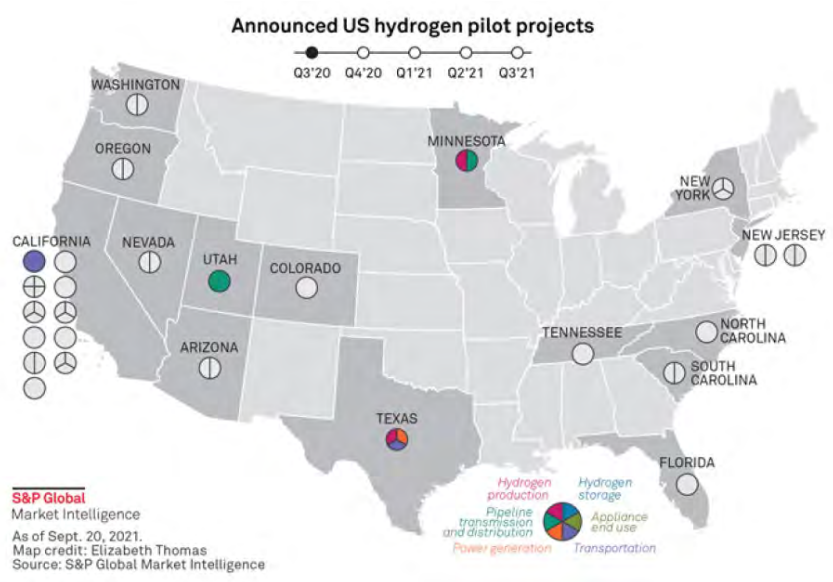 Announced US hydrogen pilot projects
Q3'20 Q4'20 Q1'21 Q2'21 Q3'21
WASHINGTON
OREGON
MINNESOTA
NEW
YORK
CALIFORNIA
NEVADA
UTAH
COLORADO
NEW JERSEY
ARIZONA
TENNESSEE
NORTH
CAROLINA
SOUTH
CAROLINA
TEXAS
FLORIDA
Hydrogen
production
Hydrogen
storage
Pipeline
transmission
and distribution
Appliance
end use
Power generation
Transportation
S&P Global
Market Intelligence
As of Sept. 20, 2021.
Map credit: Elizabeth Thomas
Source: S&P Global Market Intelligence